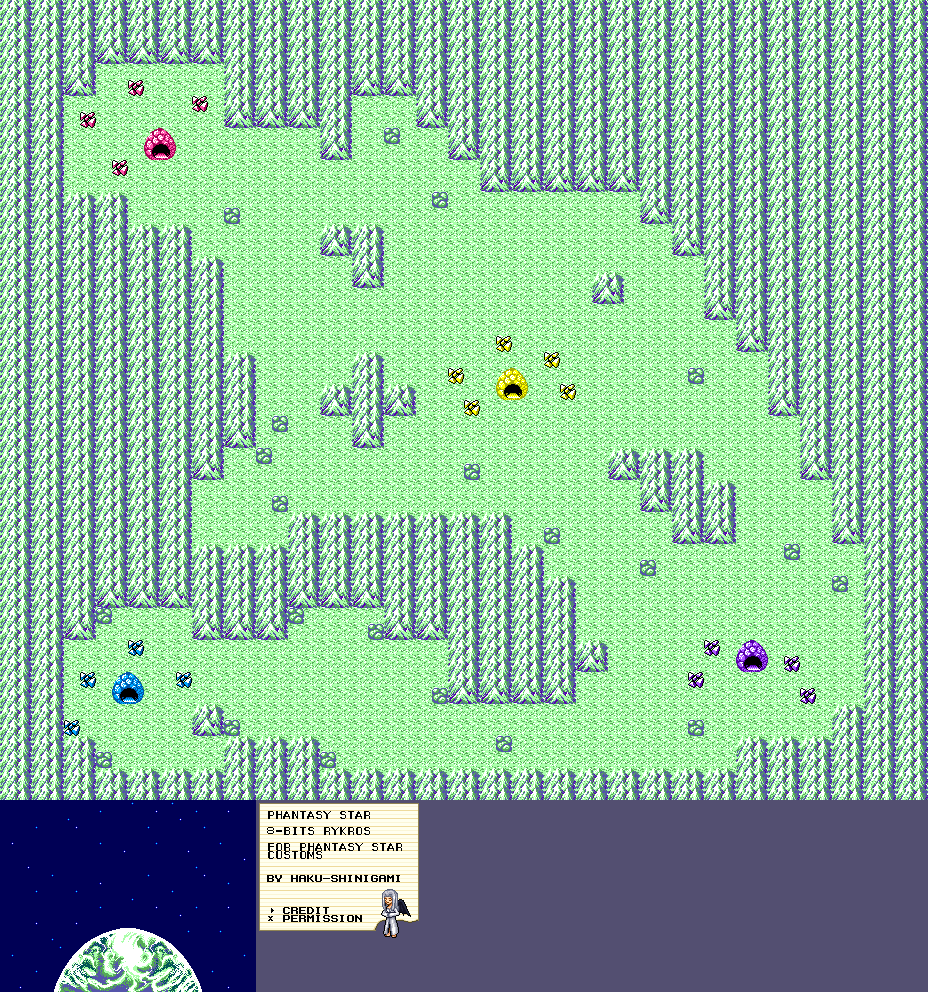 PHANTASY STAR
8-BITS RYKROS
FOR PHANTASY STAR
CUSTOMS
BY HAKU-SHINIGAMI
› CREDIT
x PERMISSION